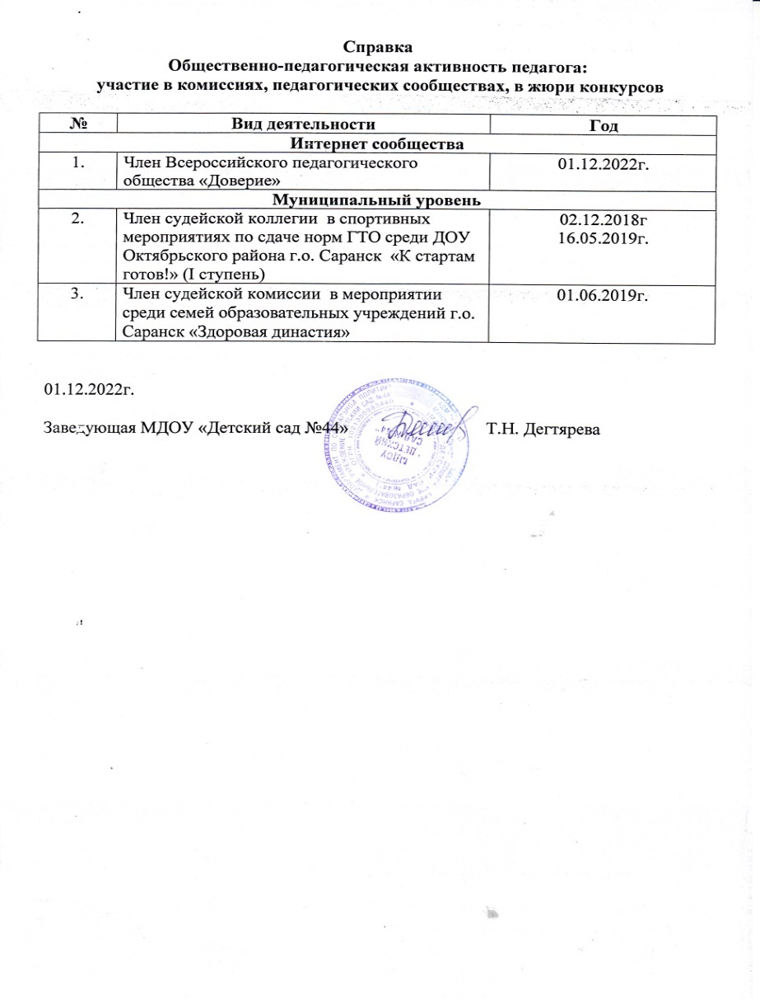 Справка
Общественно-педагогическая активность педагога:
участие в комиссиях, педагогических сообществах, в жюри конкурсов
№ Вид деятельности Год
Интернет сообщества
1. Член Всероссийского педагогического 01.12.2022г.
общества «Доверие»
Муниципальный уровень
2. Член судейской коллегии в спортивных 02.12.2018г
мероприятиях по сдаче норм ГТО среди ДОУ 16.05.2019г.
Октябрьского района г.о. Саранск «К стартам
готов!» (I ступень)
3. Член судейской комиссии в мероприятии 01.06.2019г.
среди семей образовательных учреждений г.о.
Саранск «Здоровая династия»
01.12.2022г.
Заведующая МДОУ «Детский сад №44» Т.Н. Дегтярева
МДОУ
"ДЕТСКИЙ
САД №44"